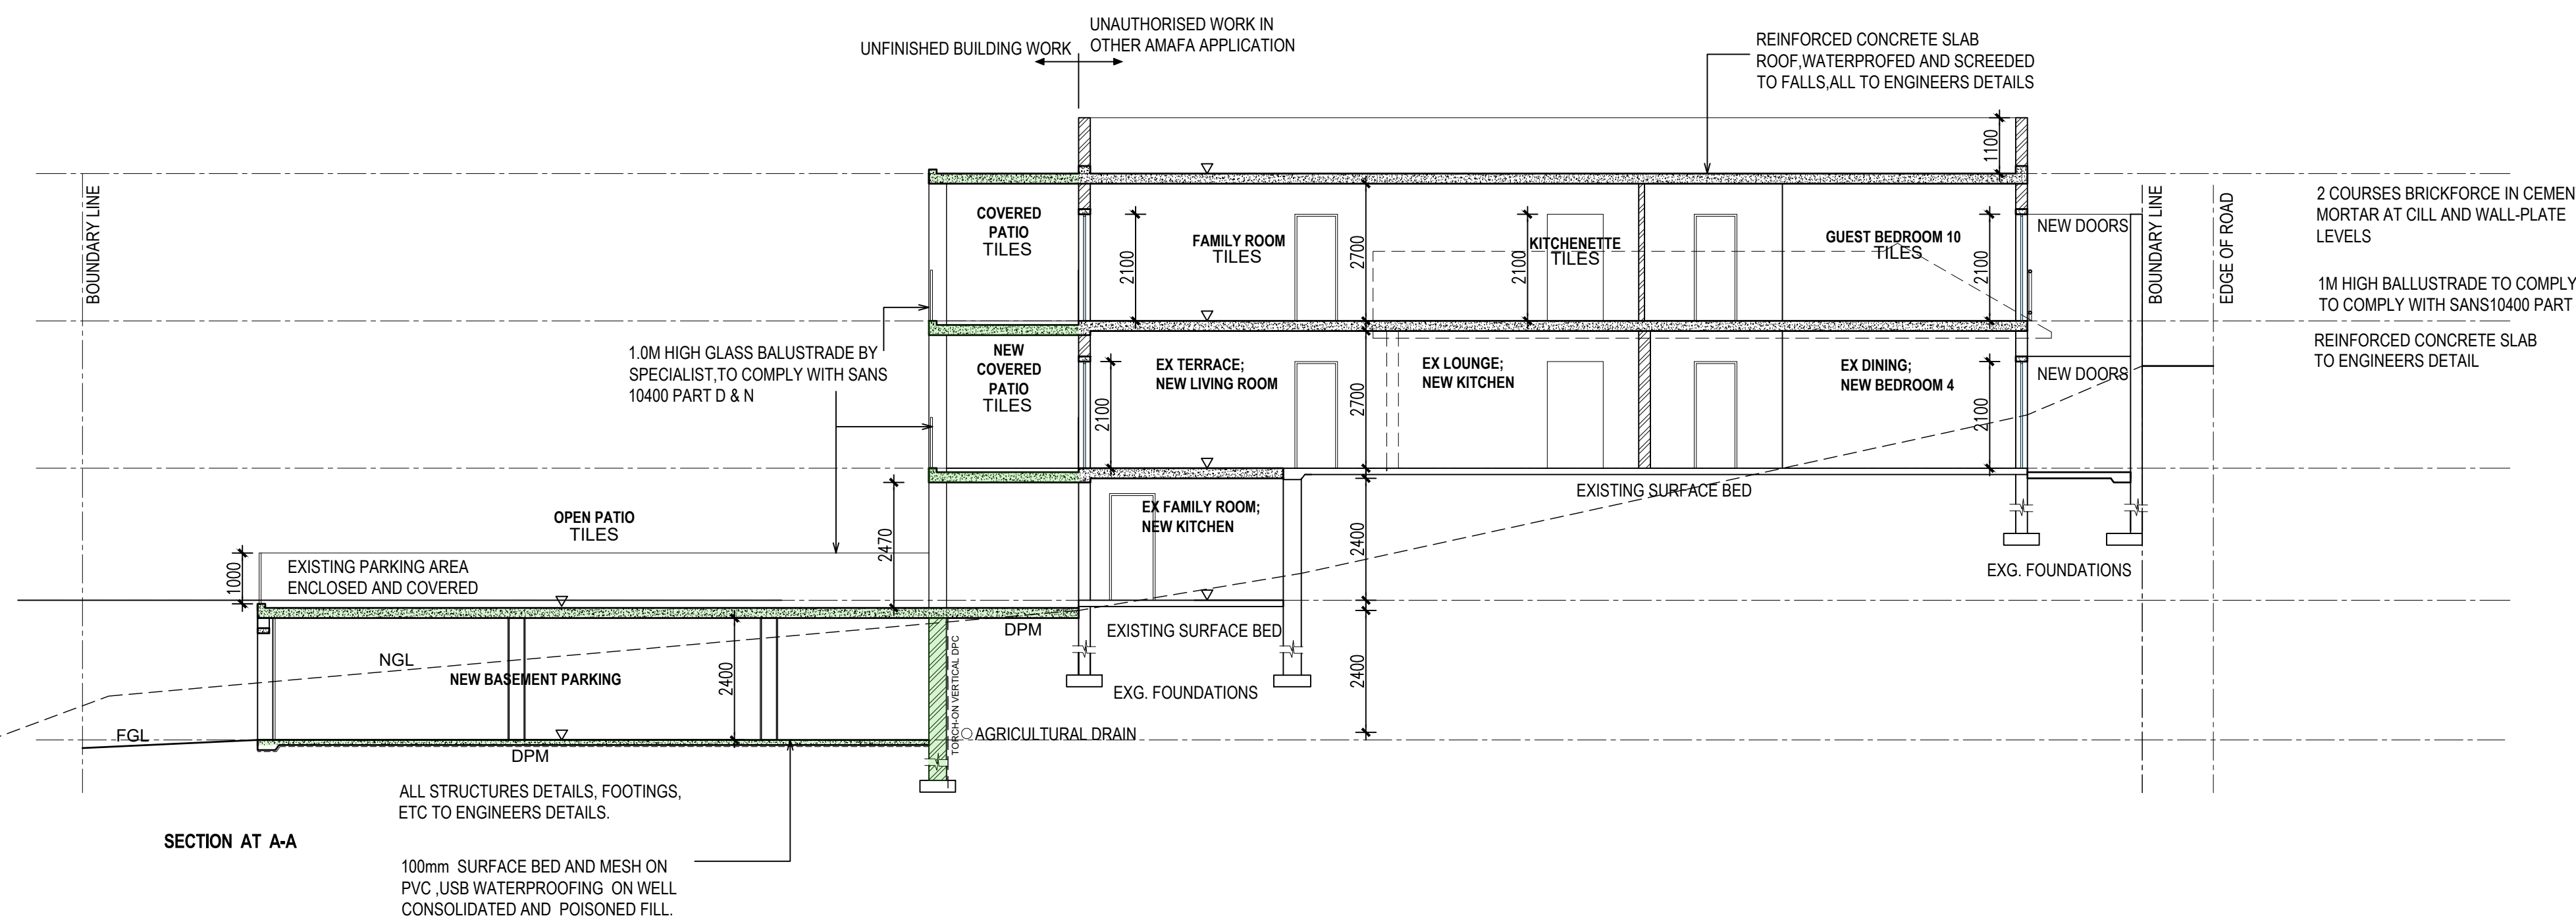 UNAUTHORISED WORK IN
OTHER AMAFA APPLICATION
UNFINISHED BUILDING WORK
REINFORCED CONCRETE SLAB
ROOF,WATERPROFED AND SCREEDED
TO FALLS,ALL TO ENGINEERS DETAILS
1100
BOUNDARY LINE
COVERED
PATIO
TILES
2100
FAMILY ROOM
TILES
2700
2100
KITCHENETTE
TILES
GUEST BEDROOM 10
TILES
2100
NEW DOORS
BOUNDARY LINE
EDGE OF ROAD
2 COURSES BRICKFORCE IN CEMEN
MORTAR AT CILL AND WALL-PLATE
LEVELS
1M HIGH BALLUSTRADE TO COMPLY
TO COMPLY WITH SANS10400 PART
REINFORCED CONCRETE SLAB
TO ENGINEERS DETAIL
1.0M HIGH GLASS BALUSTRADE BY
SPECIALIST,TO COMPLY WITH SANS
10400 PART D & N
NEW
COVERED
PATIO
TILES
2100
EX TERRACE;
NEW LIVING ROOM
2700
EX LOUNGE;
NEW KITCHEN
EX DINING;
NEW BEDROOM 4
2100
NEW DOORS
OPEN PATIO
TILES
2470
EX FAMILY ROOM;
NEW KITCHEN
2400
EXISTING SURFACE BED
EXG. FOUNDATIONS
1000
EXISTING PARKING AREA
ENCLOSED AND COVERED
DPM
EXISTING SURFACE BED
NGL
NEW BASEMENT PARKING
2400
TORCH-ON VERTICAL DPC
EXG. FOUNDATIONS
2400
FGL
AGRICULTURAL DRAIN
DPM
ALL STRUCTURES DETAILS, FOOTINGS,
ETC TO ENGINEERS DETAILS.
SECTION AT A-A
100mm SURFACE BED AND MESH ON
PVC ,USB WATERPROOFING ON WELL
CONSOLIDATED AND POISONED FILL.